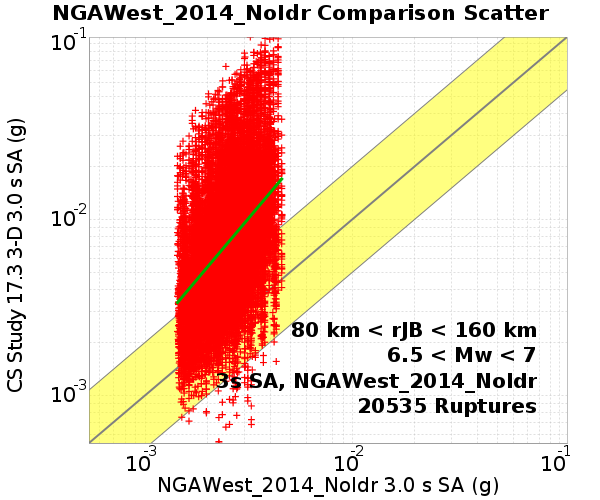 NGAWest_2014_NoIdr Comparison Scatter
CS Study 17.3 3-D 3.0 s SA (g)
10-1
10-2
10-3
80 km < rJB < 160 km
6.5 < Mw < 7
3s SA, NGAWest_2014_NoIdr
20535 Ruptures
10-3 10-2 10-1
NGAWest_2014_NoIdr 3.0 s SA (g)